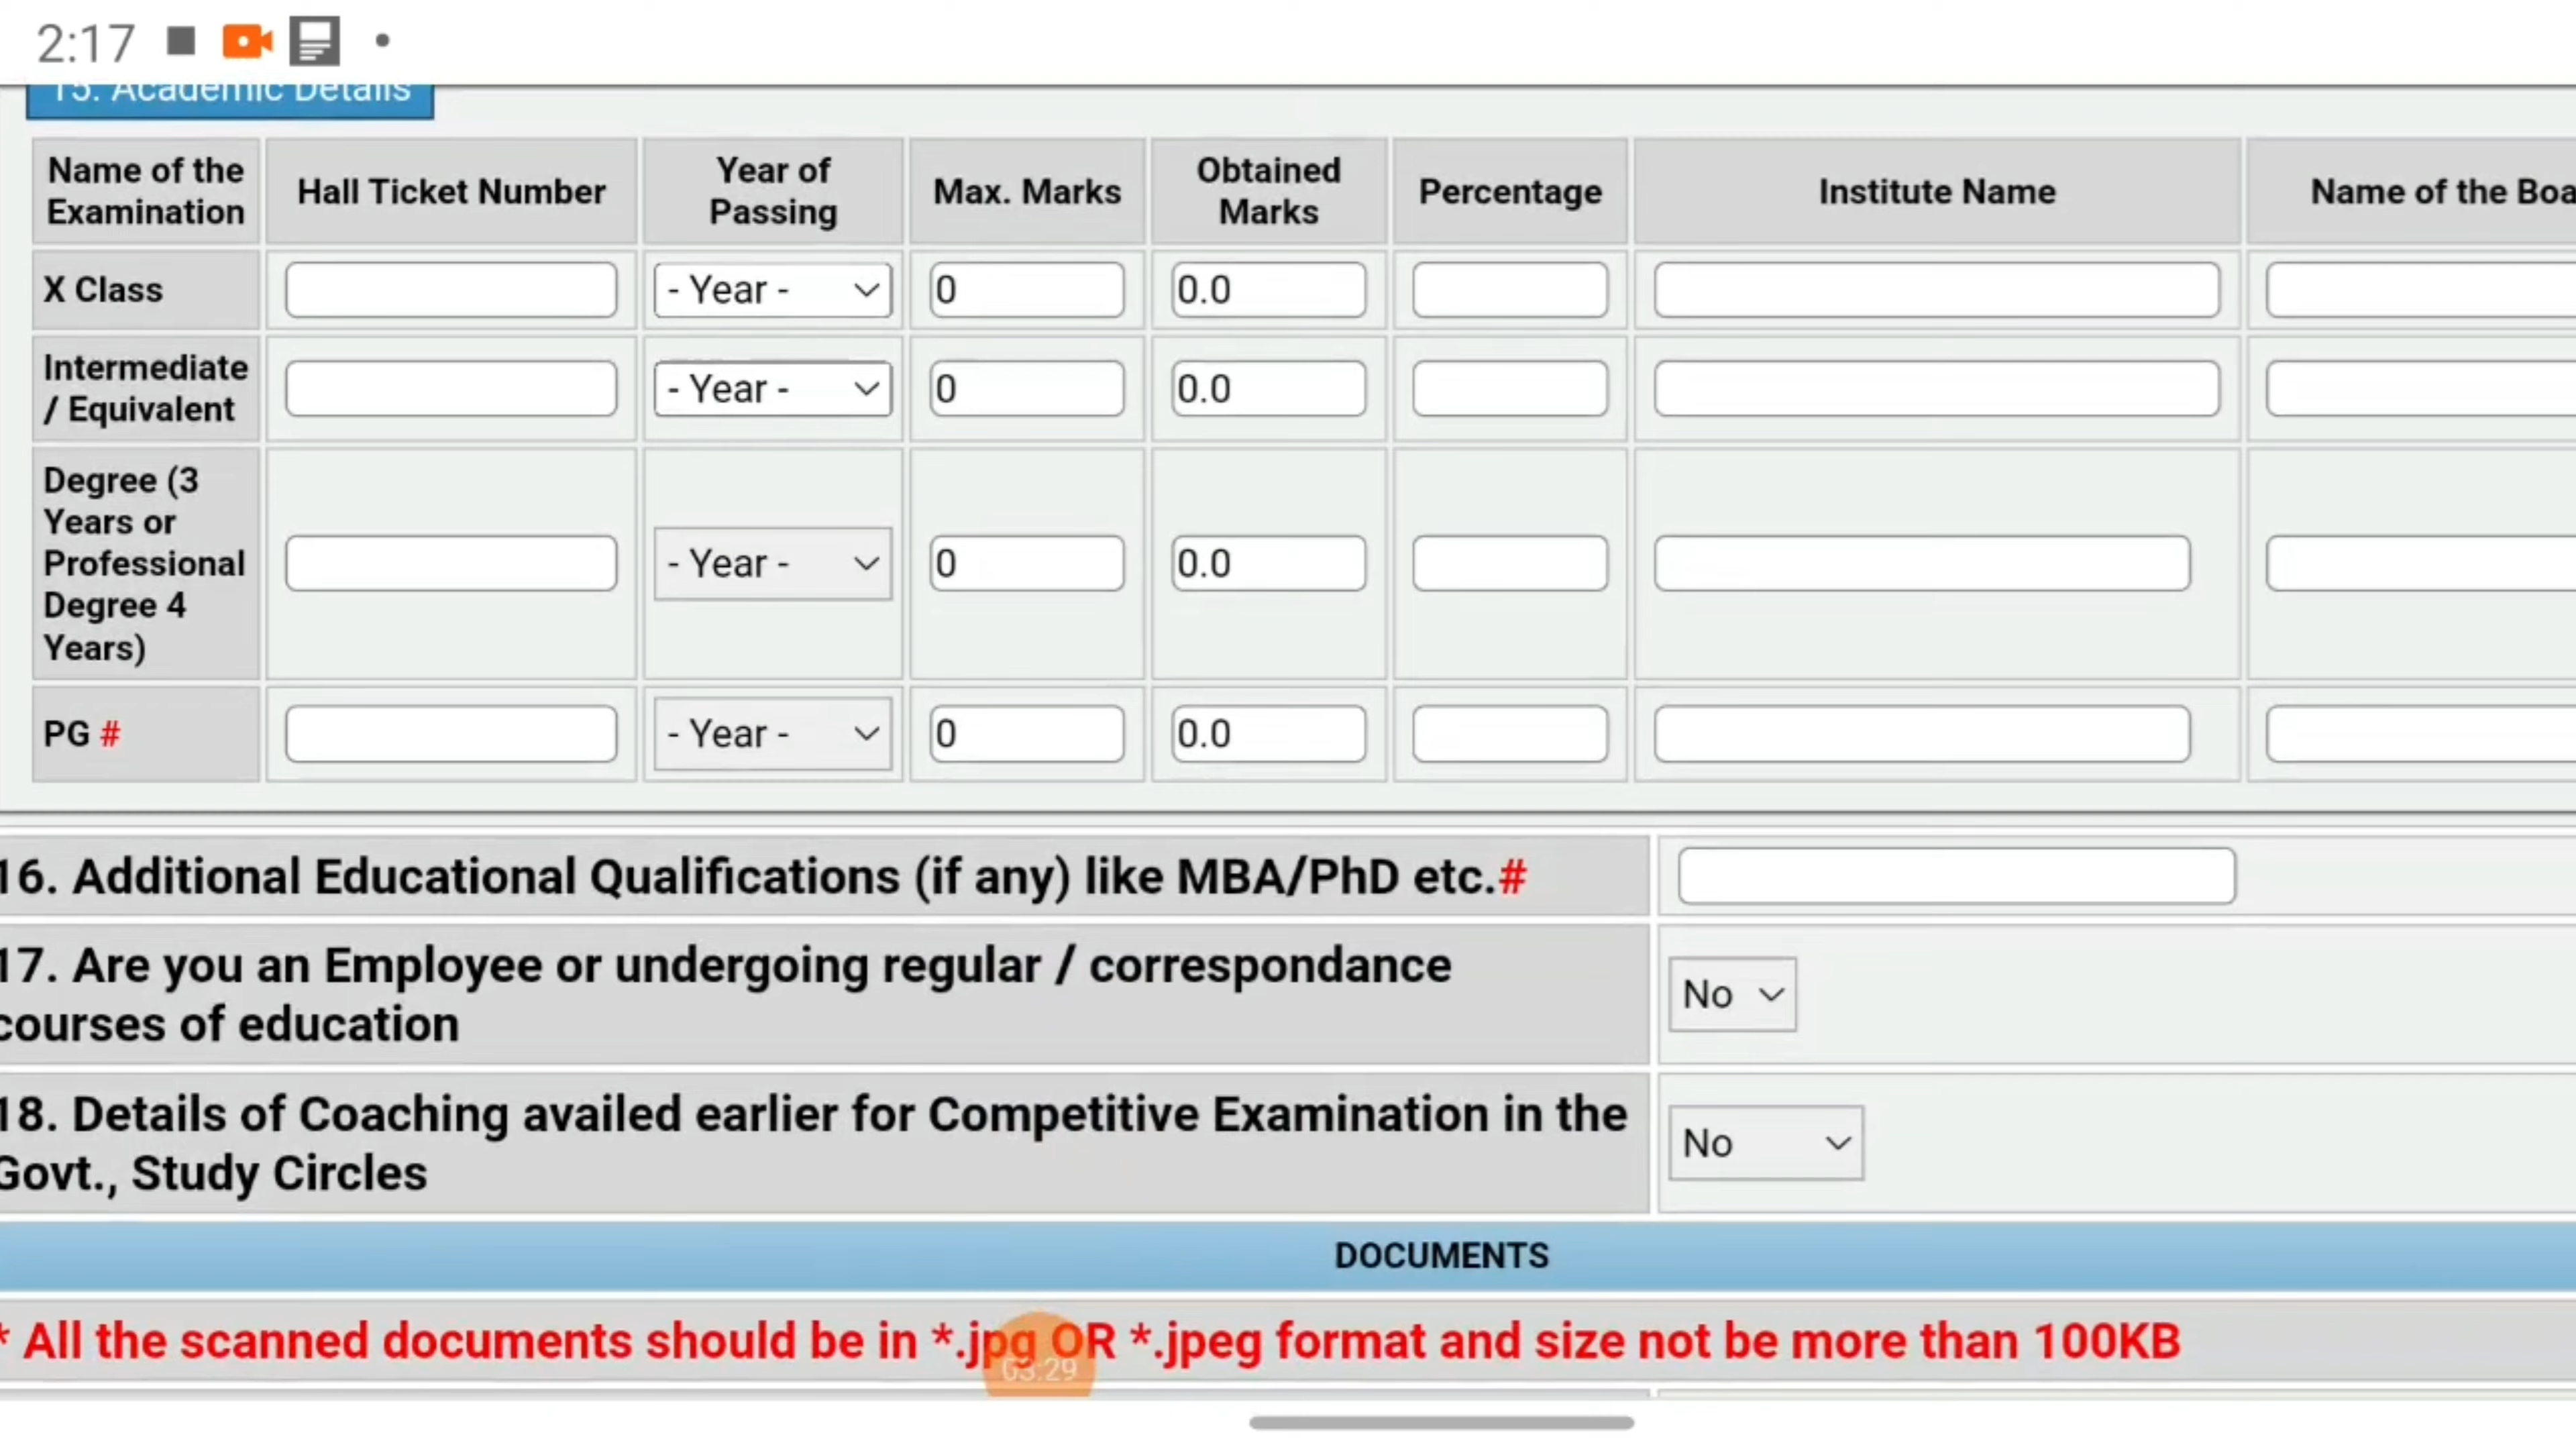 2:17
15. Academic Details
Name of the Examination Hall Ticket Number Year of Passing Max. Marks Obtained Marks Percentage Institute Name Name of the Boa
X Class - Year - 0 0.0
Intermediate / Equivalent - Year - 0 0.0
Degree (3 Years or Professional Degree 4 Years) - Year - 0 0.0
PG # - Year - 0 0.0
16. Additional Educational Qualifications (if any) like MBA/PhD etc.#
17. Are you an Employee or undergoing regular / correspondance
courses of education No
18. Details of Coaching availed earlier for Competitive Examination in the
Govt., Study Circles No
DOCUMENTS
* All the scanned documents should be in *.jpg OR *.jpeg format and size not be more than 100KB
03:29